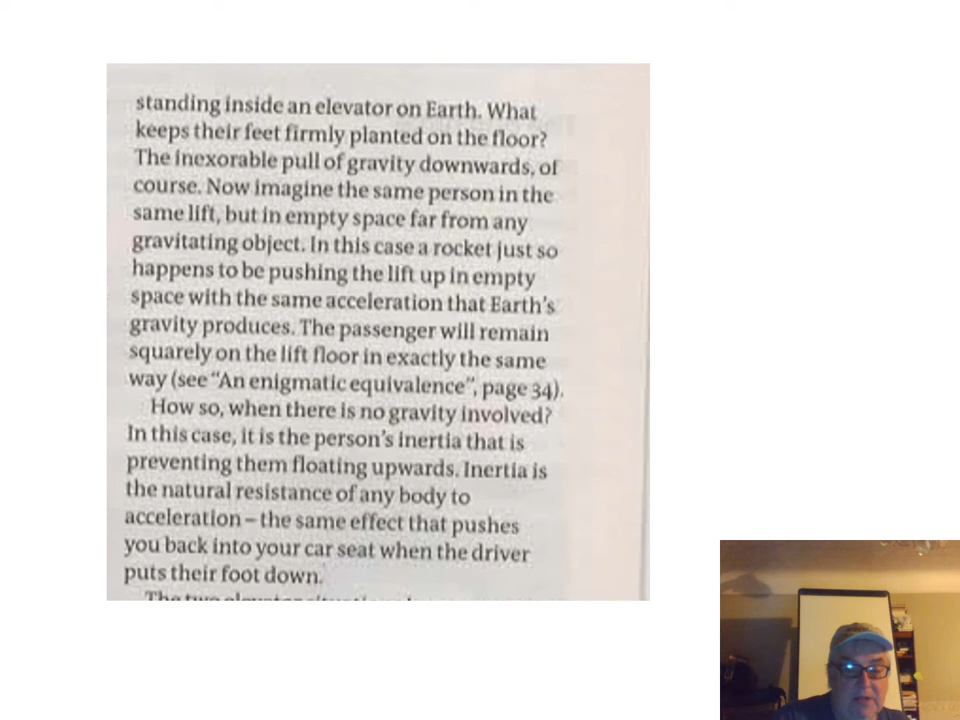 standing inside an elevator on Earth. What
keeps their feet firmly planted on the floor?
The inexorable pull of gravity downwards, of
course. Now imagine the same person in the
same lift, but in empty space far from any
gravitating object. In this case a rocket just so
happens to be pushing the lift up in empty
space with the same acceleration that Earth's
gravity produces. The passenger will remain
squarely on the lift floor in exactly the same
way (see "An enigmatic equivalence", page 34).
How so, when there is no gravity involved?
In this case, it is the person's inertia that is
preventing them floating upwards. Inertia is
the natural resistance of any body to
acceleration – the same effect that pushes
you back into your car seat when the driver
puts their foot down.
The two elevator